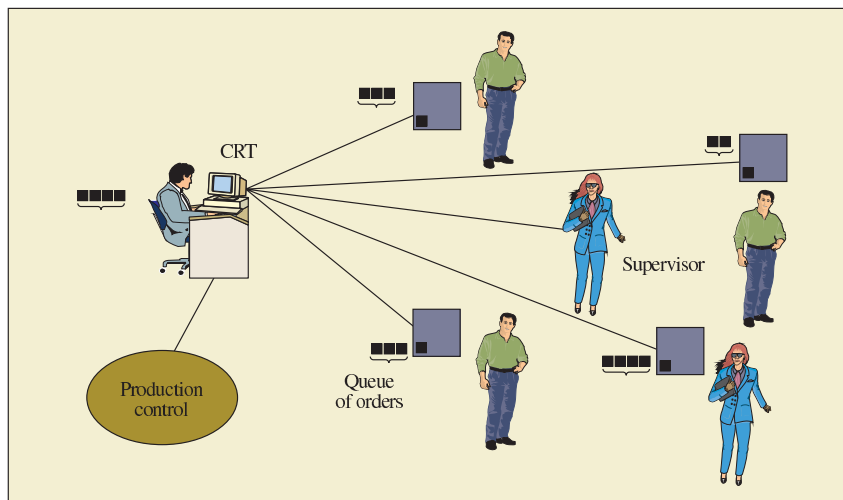 CRT
Supervisor
Queue
of orders
Production
control